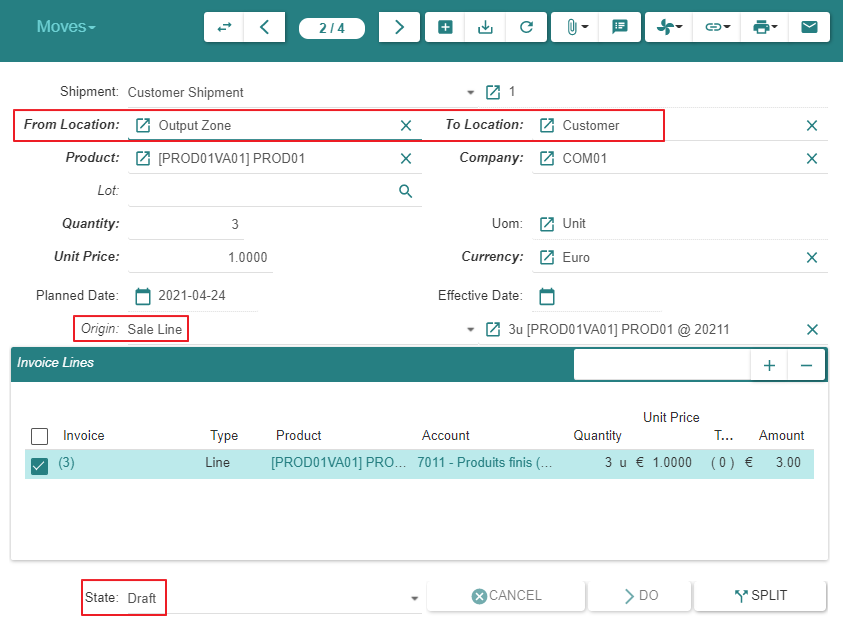 Moves
2 / 4
Shipment: Customer Shipment 1
From Location: Output Zone To Location: Customer
Product: [PROD01VA01] PROD01 Company: COM01
Lot:
Quantity: 3 Uom: Unit
Unit Price: 1.0000 Currency: Euro
Planned Date: 2021-04-24 Effective Date:
Origin: Sale Line 3u [PROD01VA01] PROD01 @ 20211
Invoice Lines
Invoice Type Product Account Quantity Unit Price T... Amount
(3) Line [PROD01VA01] PRO... 7011 - Produits finis (... 3 u € 1.0000 ( 0 ) € 3.00
State: Draft CANCEL DO SPLIT